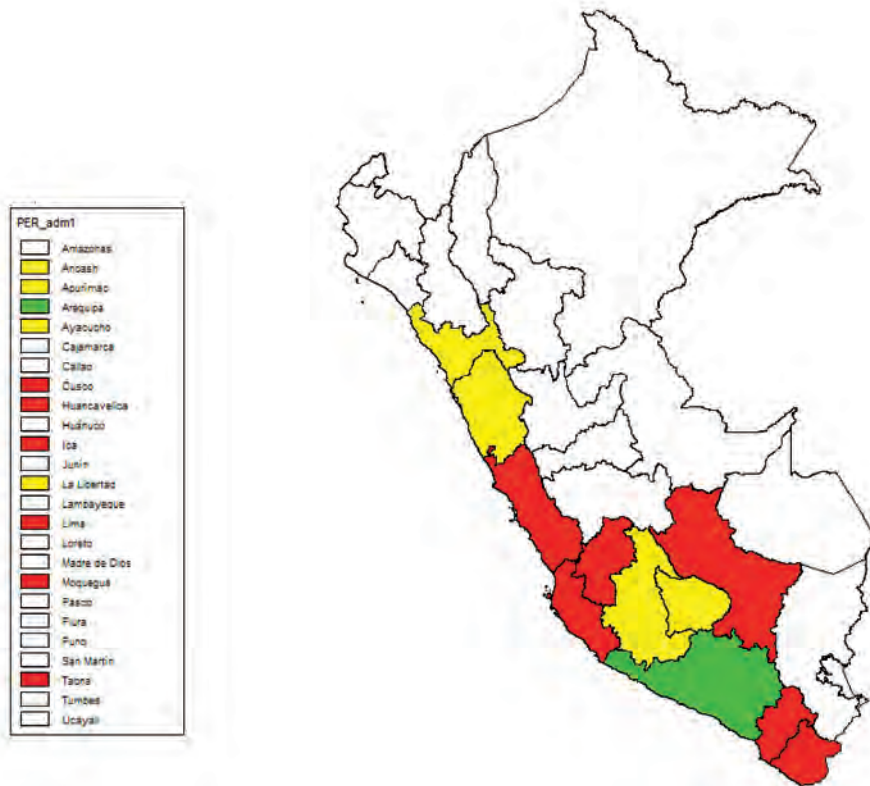 PER_adm1
Amazonas
Ancash
Apurímac
Arequipa
Ayacucho
Cajamarca
Callao
Cusco
Huancavelica
Huánuco
Ica
Junín
La Libertad
Lambayeque
Lima
Loreto
Madre de Dios
Moquegua
Pasco
Piura
Puno
San Martín
Tacna
Tumbes
Ucayali